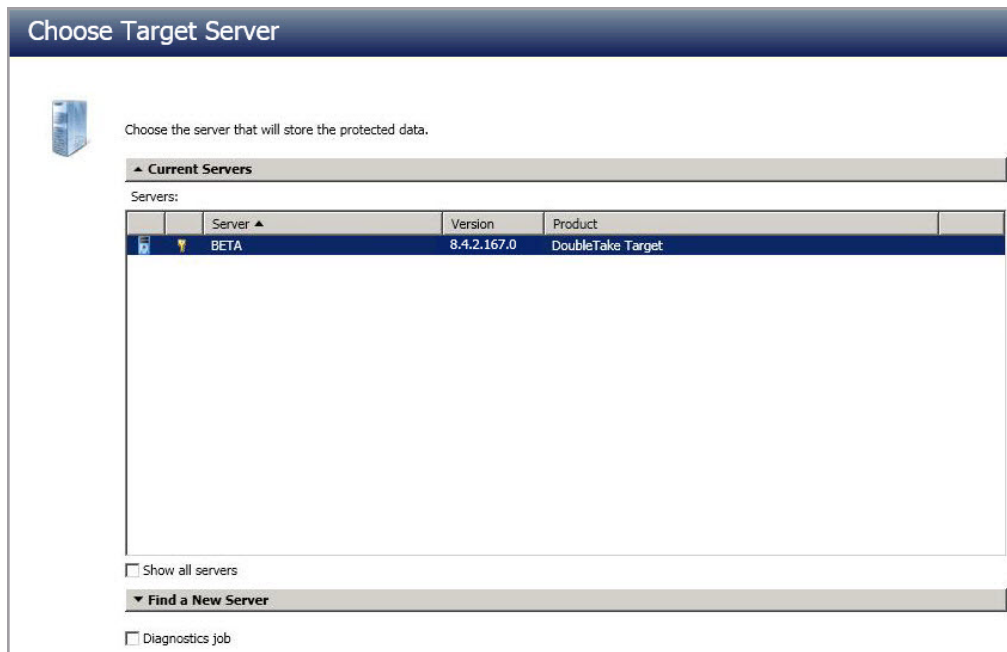 Choose Target Server
Choose the server that will store the protected data.
Current Servers
Servers:
Server Version Product
BETA 8.4.2.167.0 DoubleTake Target
Show all servers
Find a New Server
Diagnostics job